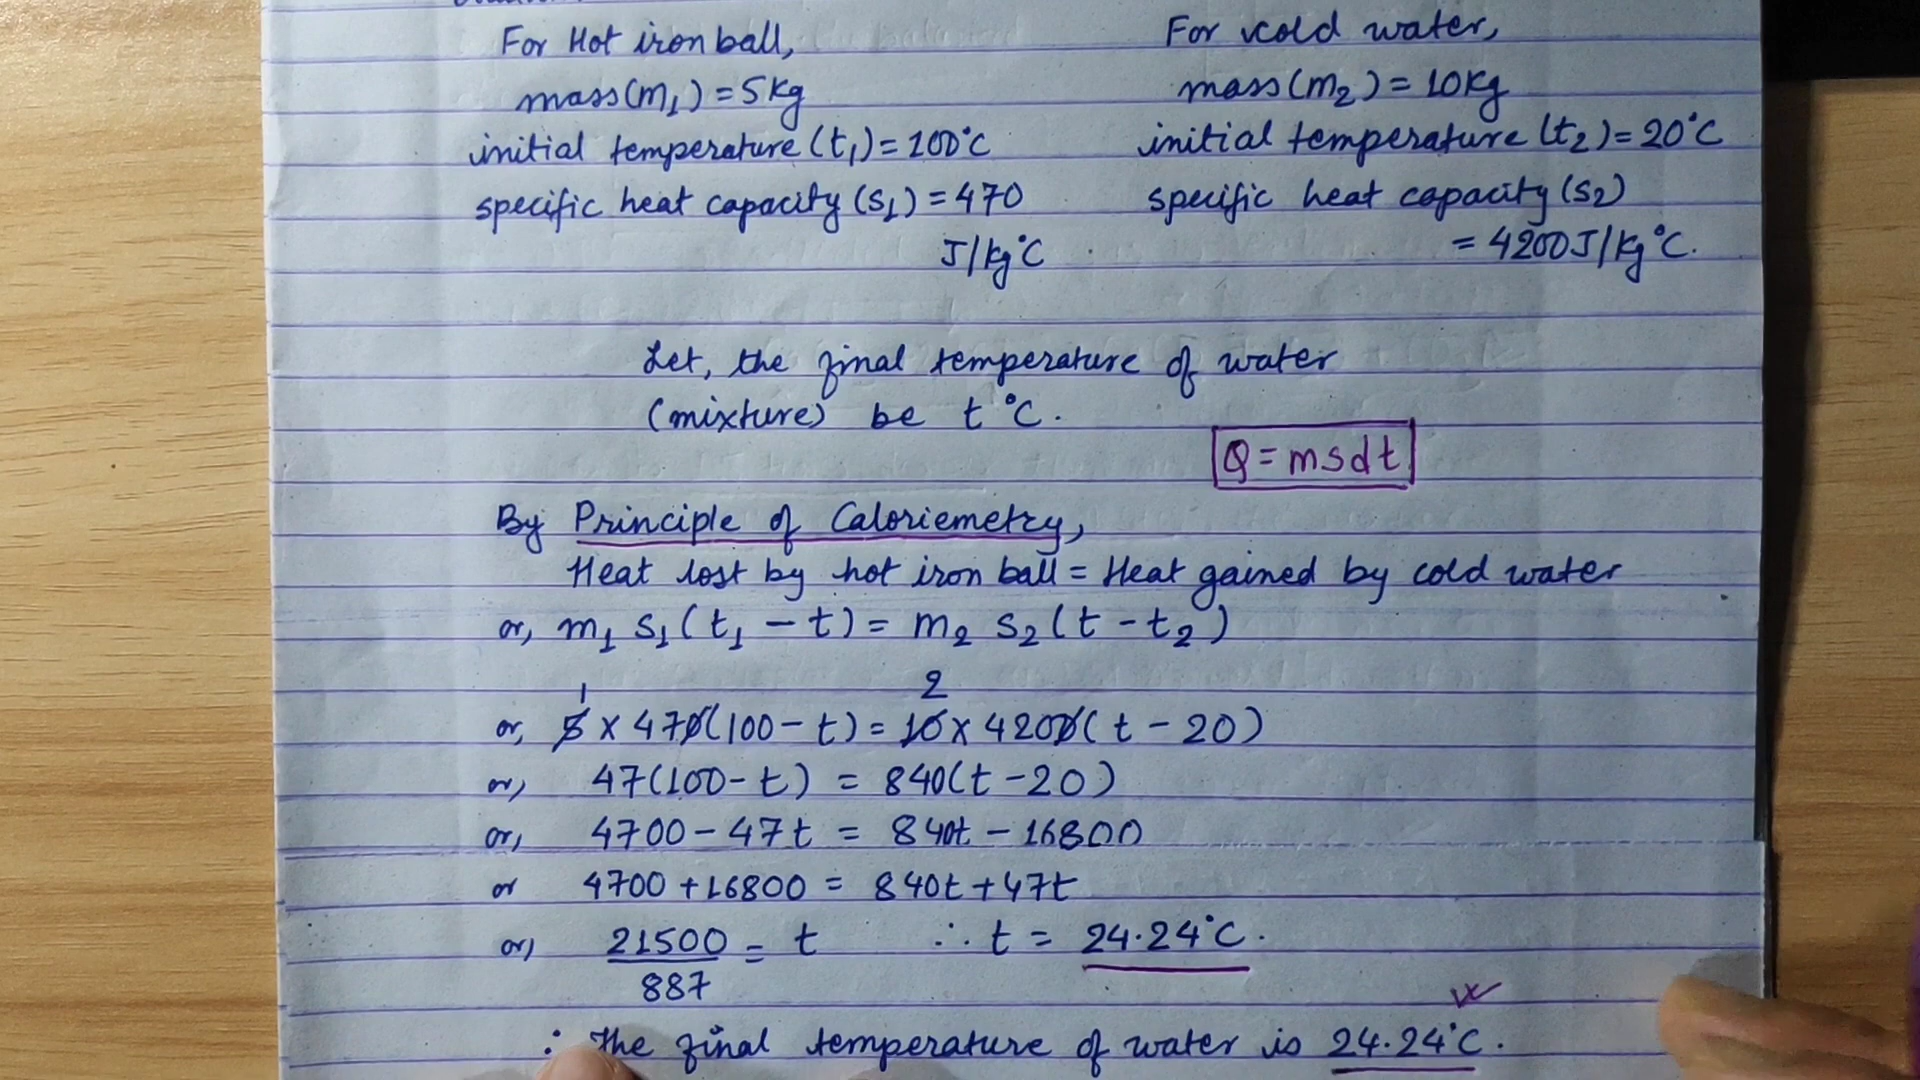 For Hot iron ball,
mass(m₁) = 5kg
initial temperature (t₁) = 100°C
specific heat capacity (s₁) = 470
J/kg°C
For cold water,
mass(m₂) = 10kg
initial temperature (t₂) = 20°C
specific heat capacity (s₂)
= 4200J/kg°C.
Let, the final temperature of water
(mixture) be t °C.
Q = msdt
By Principle of Caloriemetry,
Heat lost by hot iron ball = Heat gained by cold water
or, m₁ s₁ (t₁ - t) = m₂ s₂ (t - t₂)
1 2
or, 5 x 470(100 - t) = 10 x 4200(t - 20)
or, 47(100 - t) = 840(t - 20)
or, 4700 - 47t = 840t - 16800
or 4700 + 16800 = 840t + 47t
or, 21500/887 = t ∴ t = 24.24°C.
∴ The final temperature of water is 24.24°C.